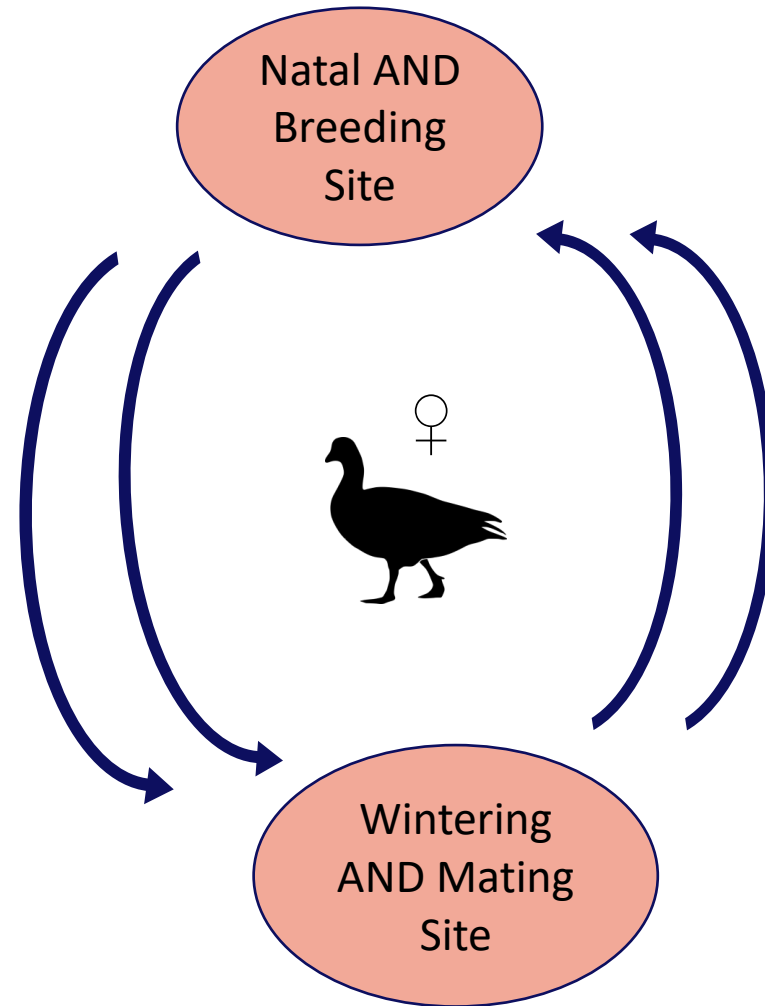 Natal AND
Breeding
Site
♀
Wintering
AND Mating
Site